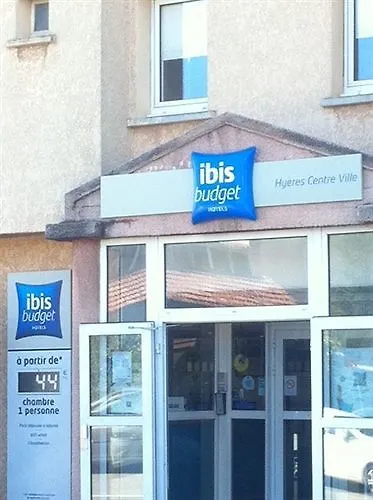 ibis
budget
HOTELS
Hyères Centre Ville
ibis
budget
HOTELS
à partir de*
44 €
chambre
1 personne